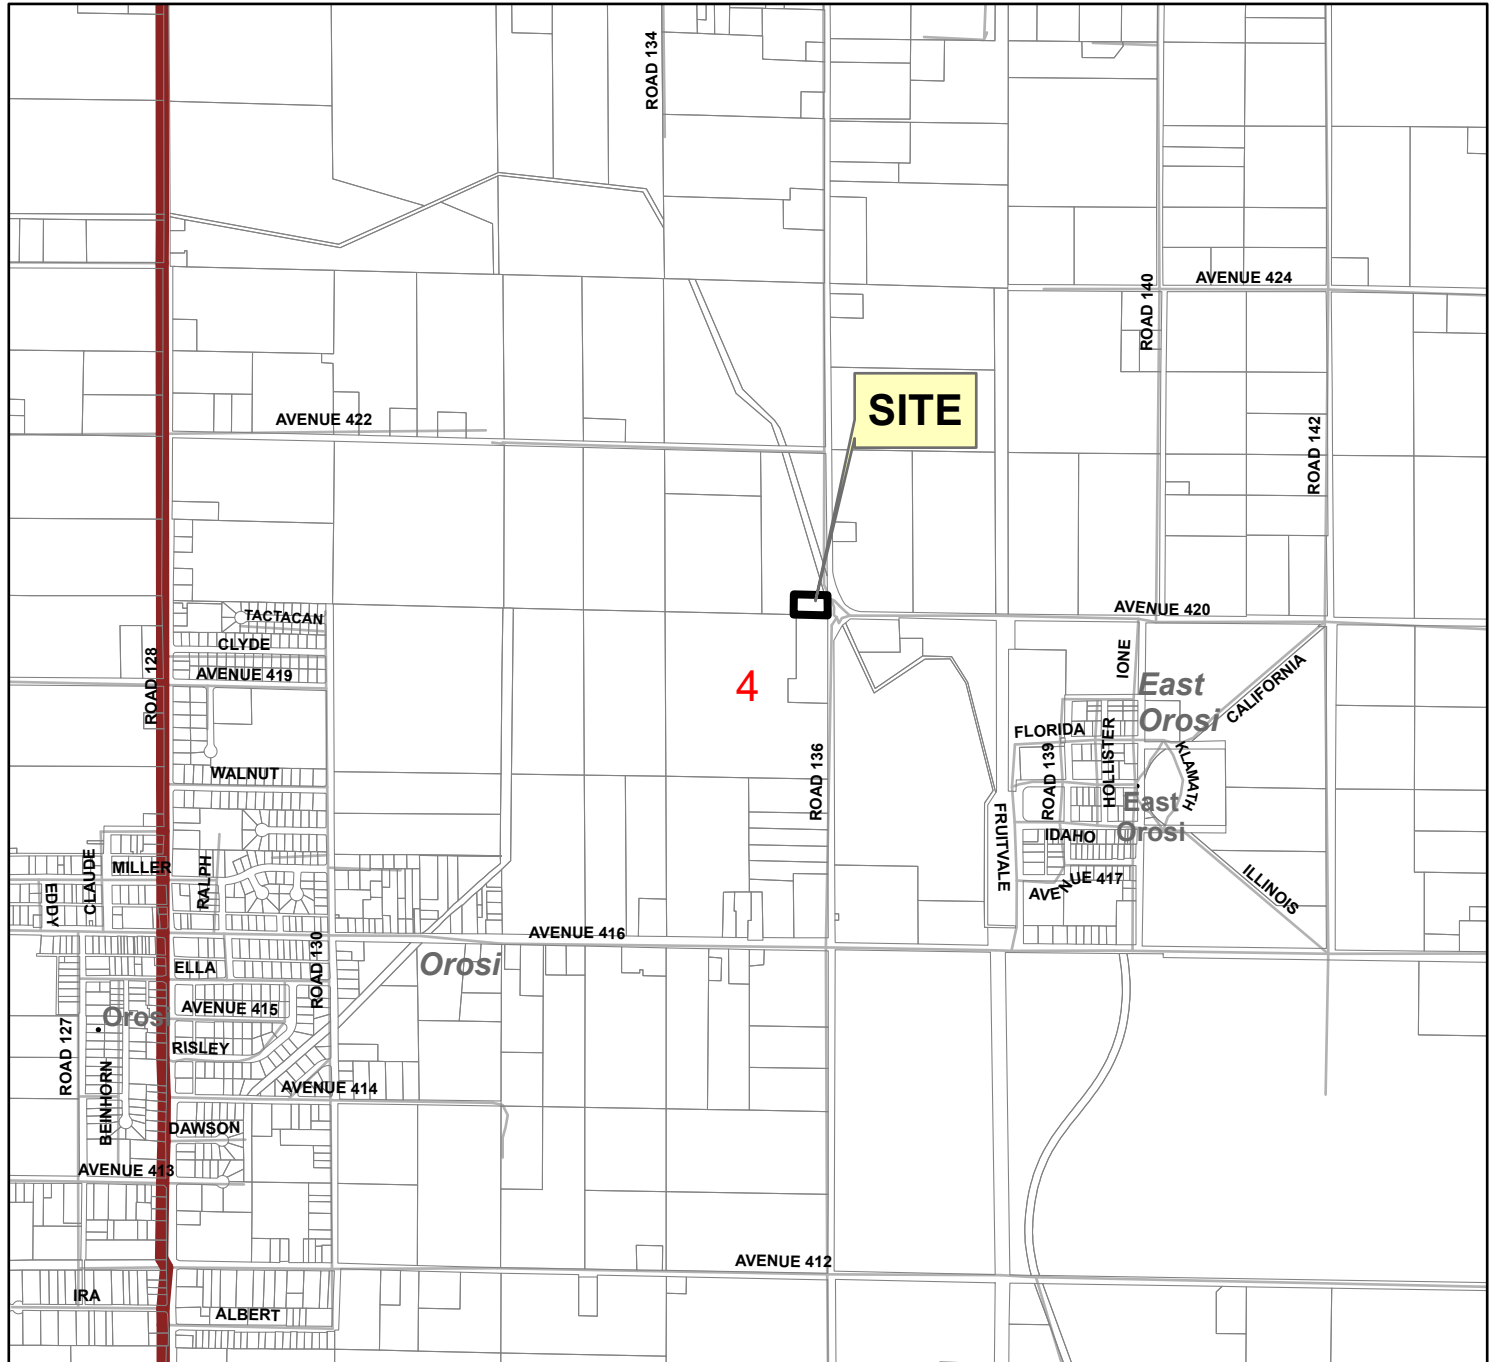 ROAD 134
ROAD 140
AVENUE 424
SITE
AVENUE 422
ROAD 142
AVENUE 420
TACTACAN
CLYDE
AVENUE 419
ROAD 128
4
IONE
East
Orosi
CALIFORNIA
FLORIDA
HOLLISTER
ROAD 139
KLAMATH
ROAD 136
WALNUT
East
Orosi
FRUITVALE
IDAHO
CLAUDE
MILLER
RALPH
EDDY
AVENUE 417
ILLINOIS
AVENUE 416
ELLA
ROAD 130
Orosi
AVENUE 415
Orosi
ROAD 127
RISLEY
BEINHORN
AVENUE 414
DAWSON
AVENUE 413
AVENUE 412
IRA
ALBERT